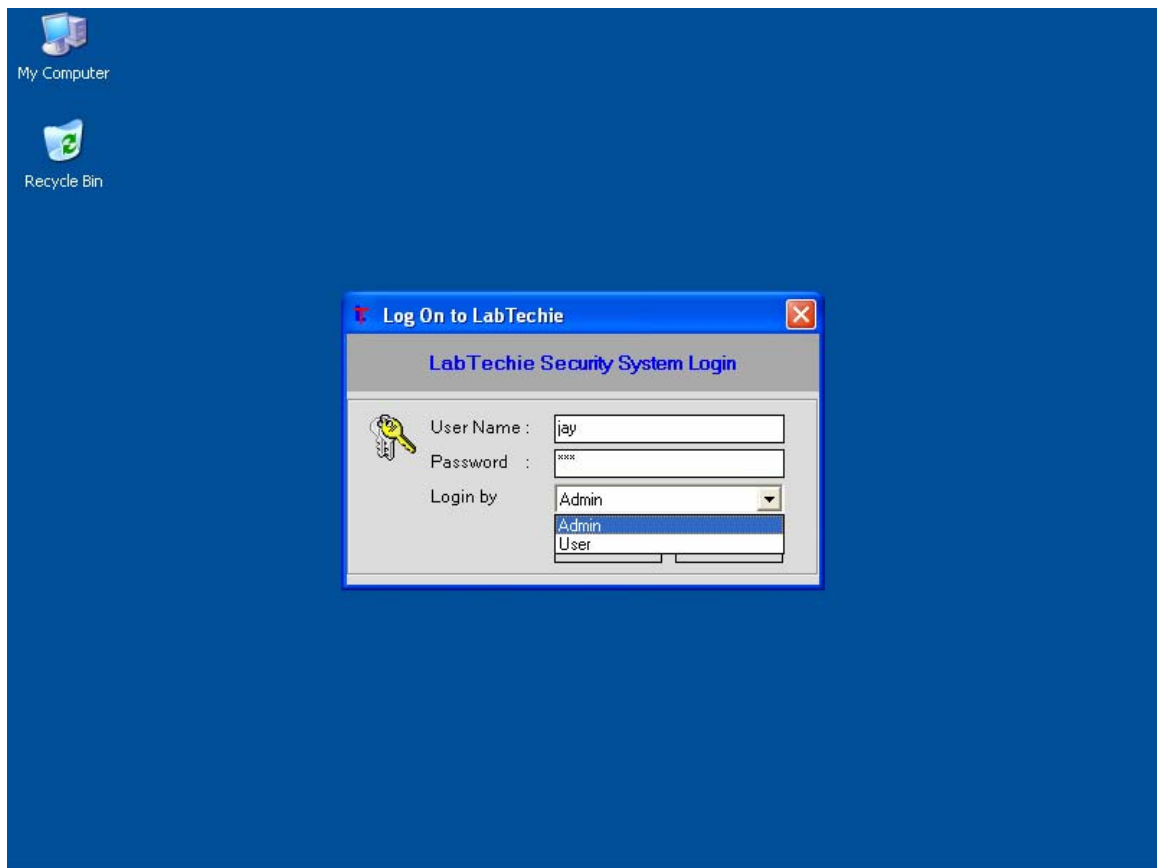 My Computer
Recycle Bin
Log On to LabTechie
LabTechie Security System Login
User Name : jay
Password : ***
Login by Admin
Admin
User